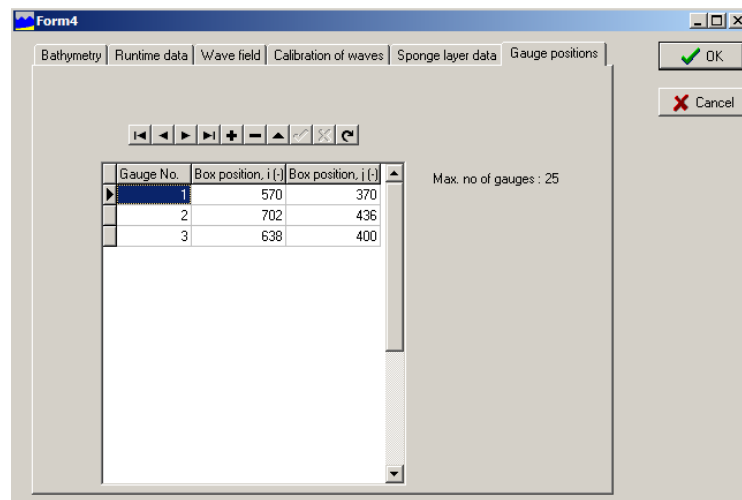 Form4
Bathymetry Runtime data Wave field Calibration of waves Sponge layer data Gauge positions
OK
Cancel
Gauge No. Box position, i (-) Box position, j (-)
Max. no of gauges : 25
1 570 370
2 702 436
3 638 400